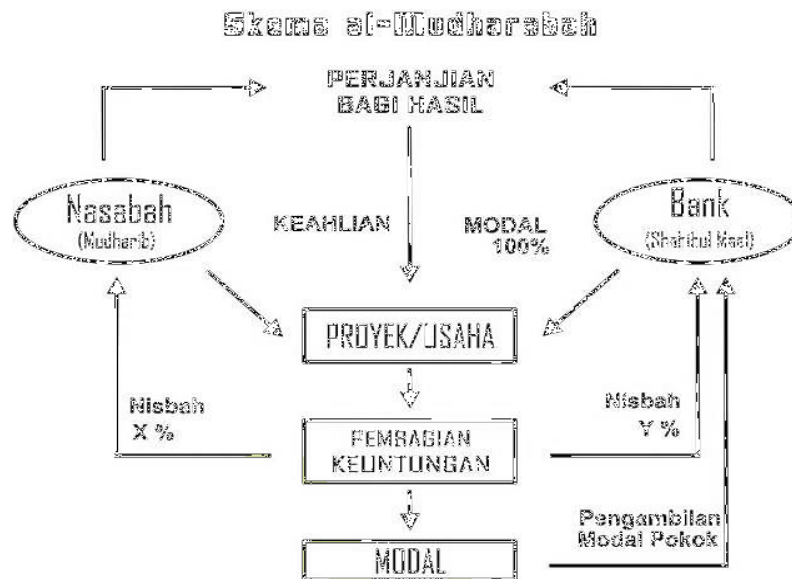 Skema al-Mudharabah
PERJANJIAN
BAGI HASIL
Nasabah
(Mudharib)
KEAHLIAN
MODAL
100%
Bank
(Shahibul Maal)
PROYEK/USAHA
Nisbah
X %
PEMBAGIAN
KEUNTUNGAN
Nisbah
Y %
MODAL
Pengambilan
Modal Pokok